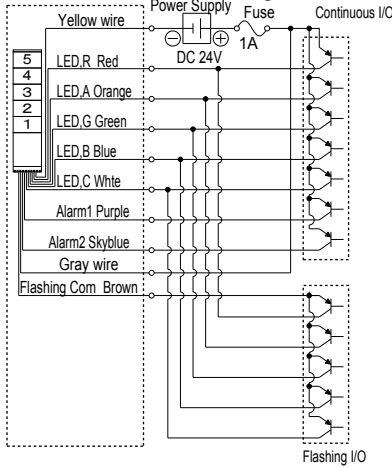 Power Supply
Fuse
Continuous I/O
Yellow wire
1A
DC 24V
5
4
3
2
1
LED,R Red
LED,A Orange
LED,G Green
LED,B Blue
LED,C Whte
Alarm1 Purple
Alarm2 Skyblue
Gray wire
Flashing Com Brown
Flashing I/O